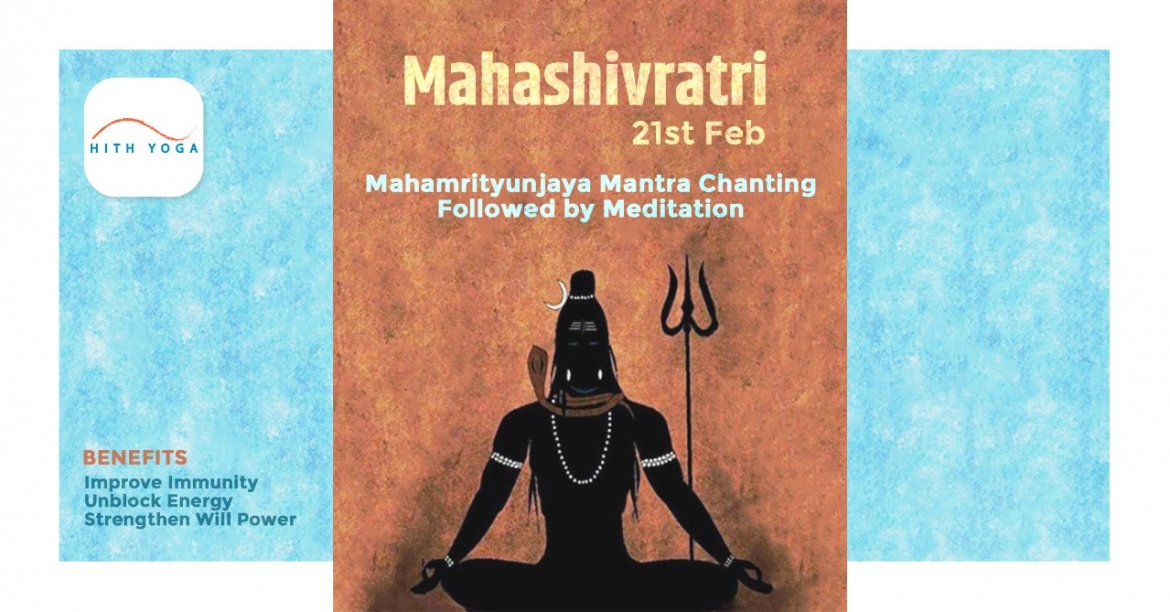 HITH YOGA
Mahashivratri
21st Feb
Mahamrityunjaya Mantra Chanting
Followed by Meditation
BENEFITS
Improve Immunity
Unblock Energy
Strengthen Will Power